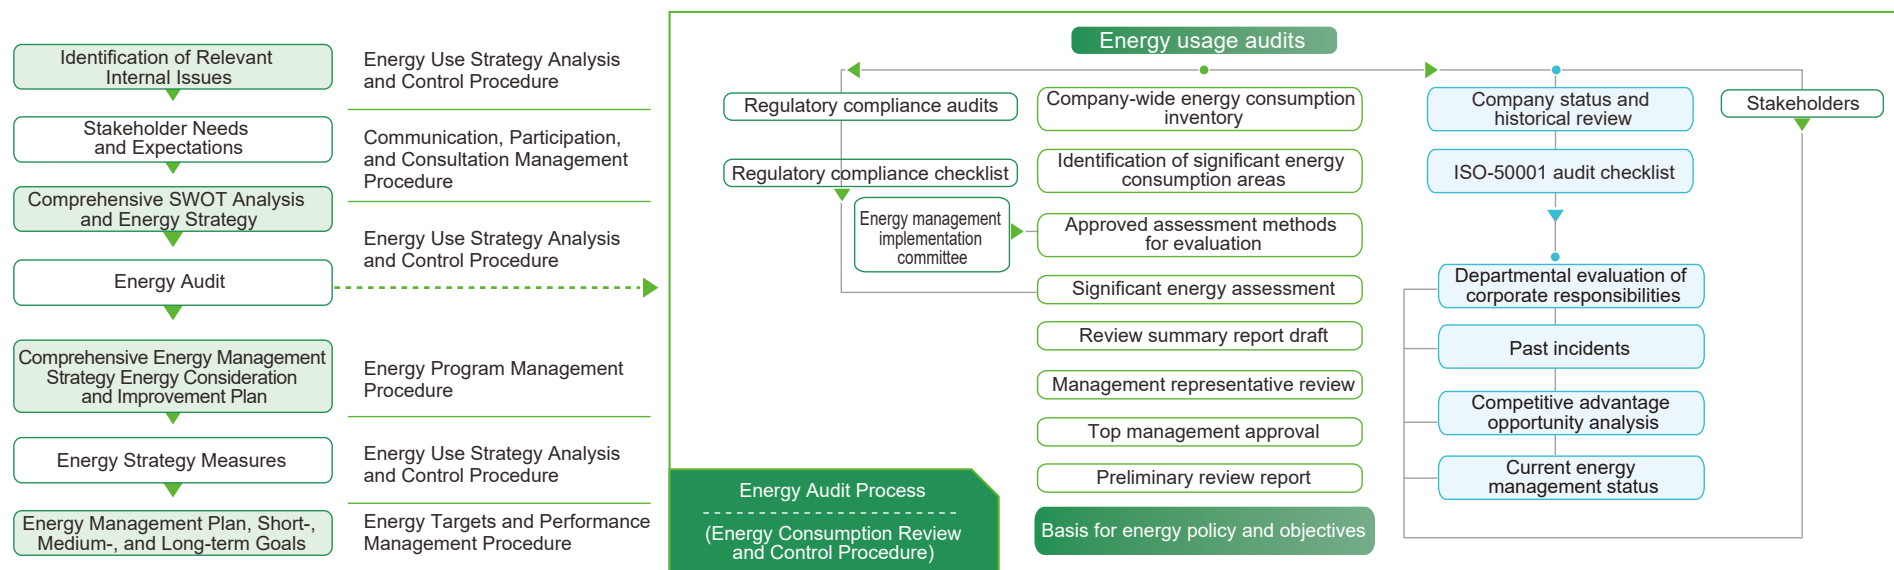 Identification of Relevant
Internal Issues
Stakeholder Needs
and Expectations
Comprehensive SWOT Analysis
and Energy Strategy
Energy Audit
Comprehensive Energy Management
Strategy Energy Consideration
and Improvement Plan
Energy Strategy Measures
Energy Management Plan, Short-,
Medium-, and Long-term Goals
Energy Use Strategy Analysis
and Control Procedure
Communication, Participation,
and Consultation Management
Procedure
Energy Use Strategy Analysis
and Control Procedure
Energy Program Management
Procedure
Energy Use Strategy Analysis
and Control Procedure
Energy Targets and Performance
Management Procedure
Energy usage audits
Regulatory compliance audits
Regulatory compliance checklist
Energy management
implementation
committee
Company-wide energy consumption
inventory
Identification of significant energy
consumption areas
Approved assessment methods
for evaluation
Significant energy assessment
Review summary report draft
Management representative review
Top management approval
Preliminary review report
Basis for energy policy and objectives
Company status and
historical review
ISO-50001 audit checklist
Departmental evaluation of
corporate responsibilities
Past incidents
Competitive advantage
opportunity analysis
Current energy
management status
Stakeholders
Energy Audit Process
(Energy Consumption Review
and Control Procedure)